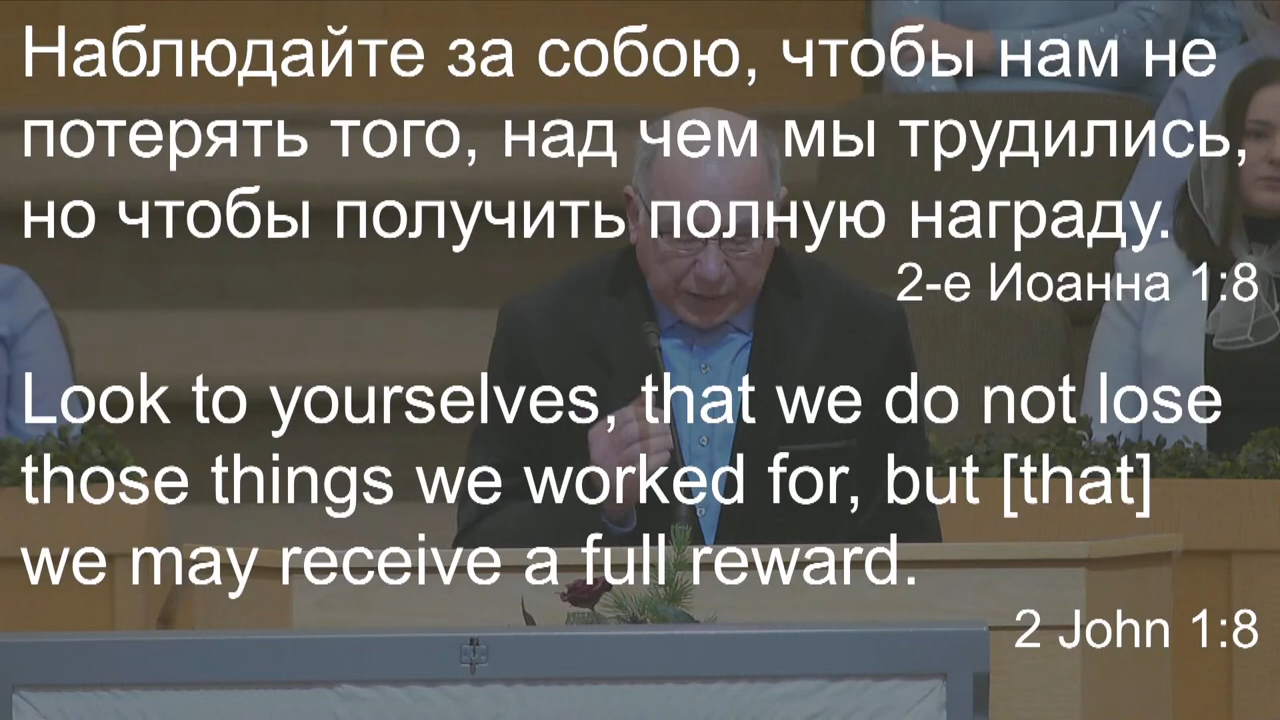 Наблюдайте за собою, чтобы нам не
потерять того, над чем мы трудились,
но чтобы получить полную награду.
2-е Иоанна 1:8
Look to yourselves, that we do not lose
those things we worked for, but [that]
we may receive a full reward.
2 John 1:8